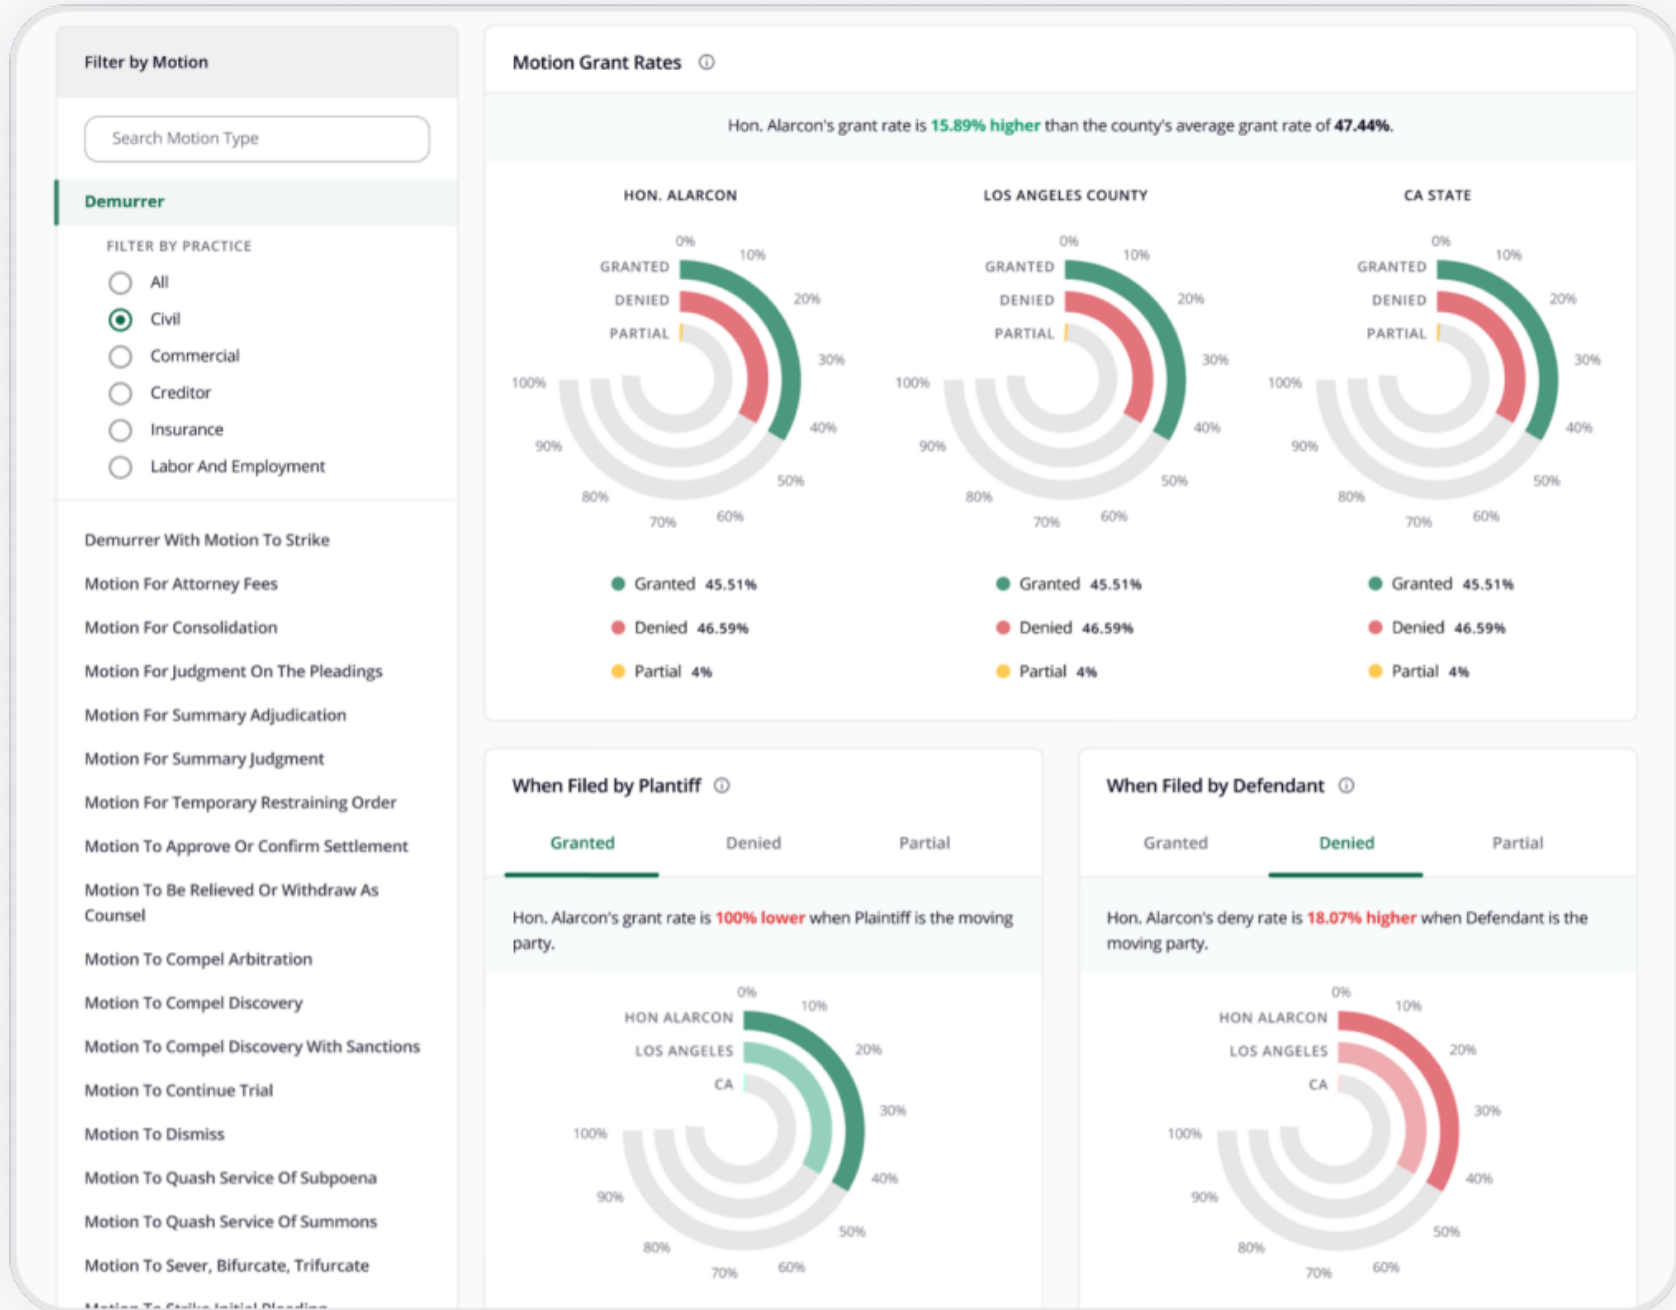 Filter by Motion
Search Motion Type
Demurrer
FILTER BY PRACTICE
All
Civil
Commercial
Creditor
Insurance
Labor And Employment
Demurrer With Motion To Strike
Motion For Attorney Fees
Motion For Consolidation
Motion For Judgment On The Pleadings
Motion For Summary Adjudication
Motion For Summary Judgment
Motion For Temporary Restraining Order
Motion To Approve Or Confirm Settlement
Motion To Be Relieved Or Withdraw As
Counsel
Motion To Compel Arbitration
Motion To Compel Discovery
Motion To Compel Discovery With Sanctions
Motion To Continue Trial
Motion To Dismiss
Motion To Quash Service Of Subpoena
Motion To Quash Service Of Summons
Motion To Sever, Bifurcate, Trifurcate
Motion To Strike Initial Pleading
Motion Grant Rates
Hon. Alarcon's grant rate is 15.89% higher than the county's average grant rate of 47.44%.
HON. ALARCON
0%
10%
20%
30%
40%
50%
60%
70%
80%
90%
100%
GRANTED
DENIED
PARTIAL
Granted 45.51%
Denied 46.59%
Partial 4%
LOS ANGELES COUNTY
0%
10%
20%
30%
40%
50%
60%
70%
80%
90%
100%
GRANTED
DENIED
PARTIAL
Granted 45.51%
Denied 46.59%
Partial 4%
CA STATE
0%
10%
20%
30%
40%
50%
60%
70%
80%
90%
100%
GRANTED
DENIED
PARTIAL
Granted 45.51%
Denied 46.59%
Partial 4%
When Filed by Plantiff
Granted Denied Partial
Hon. Alarcon's grant rate is 100% lower when Plaintiff is the moving
party.
0%
10%
20%
30%
40%
50%
60%
70%
80%
90%
100%
HON ALARCON
LOS ANGELES
CA
When Filed by Defendant
Granted Denied Partial
Hon. Alarcon's deny rate is 18.07% higher when Defendant is the
moving party.
0%
10%
20%
30%
40%
50%
60%
70%
80%
90%
100%
HON ALARCON
LOS ANGELES
CA